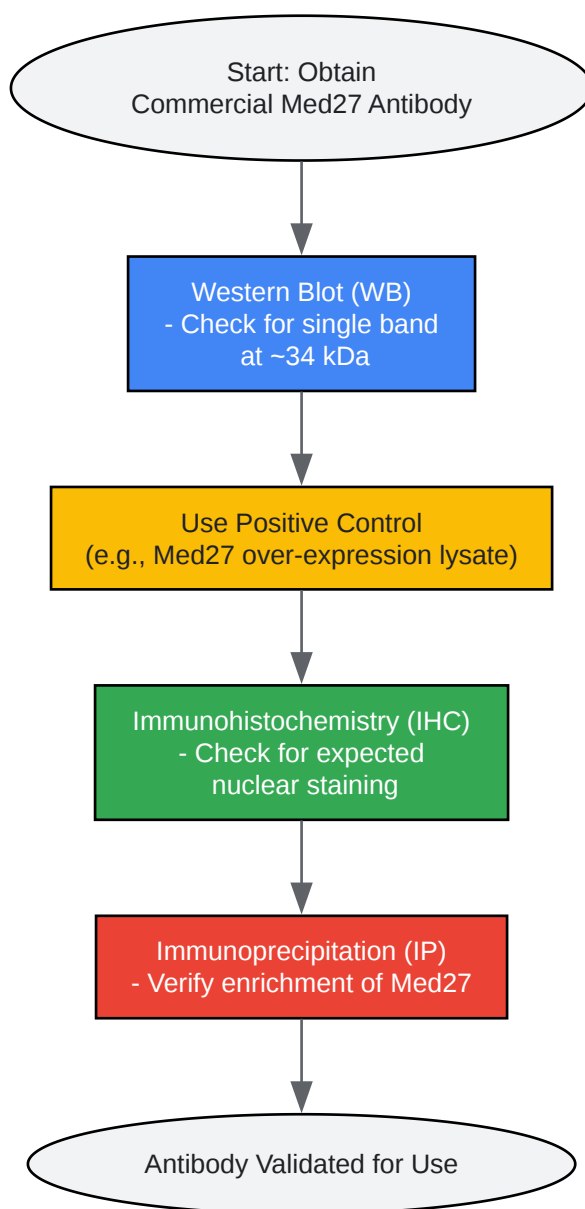 Start: Obtain
Commercial Med27 Antibody
Western Blot (WB)
- Check for single band
at ~34 kDa
Use Positive Control
(e.g., Med27 over-expression lysate)
Immunohistochemistry (IHC)
- Check for expected
nuclear staining
Immunoprecipitation (IP)
- Verify enrichment of Med27
Antibody Validated for Use